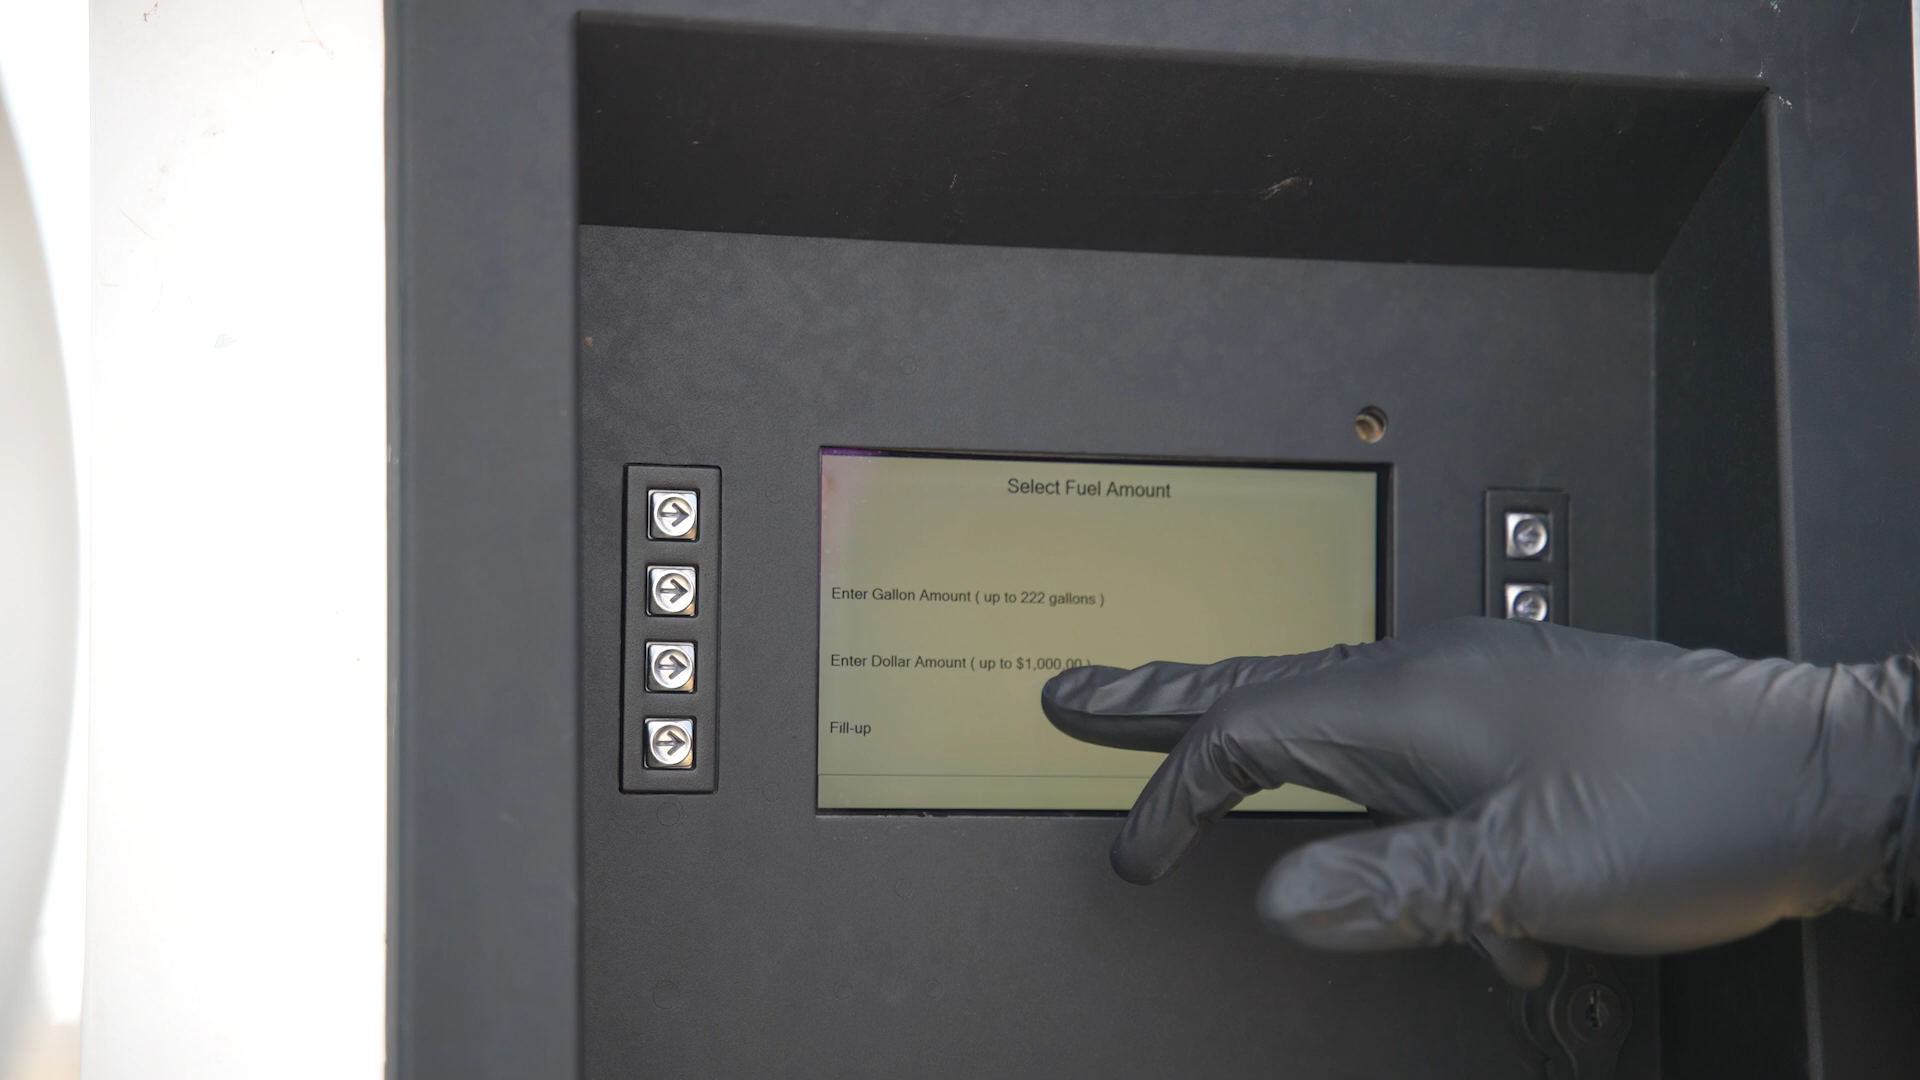 Select Fuel Amount
Enter Gallon Amount ( up to 222 gallons )
Enter Dollar Amount ( up to $1,000.00 )
Fill-up